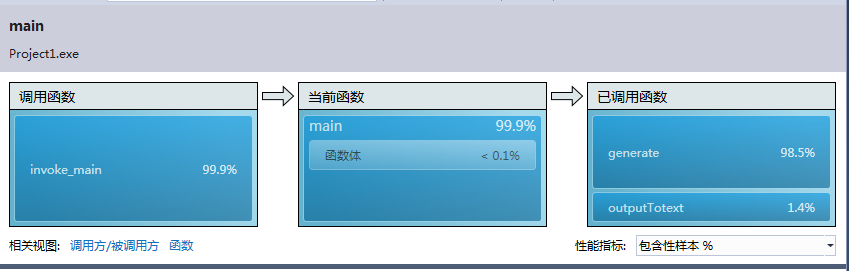 main
Project1.exe
调用函数
当前函数
已调用函数
invoke_main 99.9%
main 99.9%
函数体 < 0.1%
generate 98.5%
outputTotext 1.4%
相关视图: 调用方/被调用方 函数
性能指标: 包含性样本 %